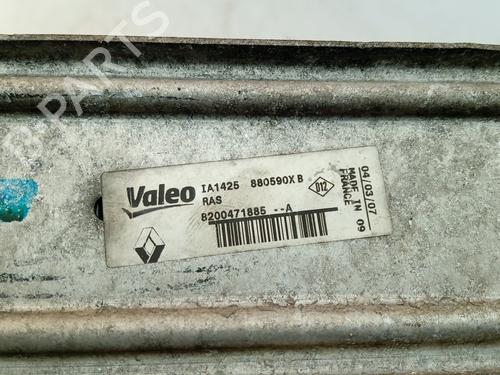 Valeo
IA1425 880590X B
RAS
8200471885 --A
012
04/03/07
MADE IN
FRANCE 09
B-PARTS